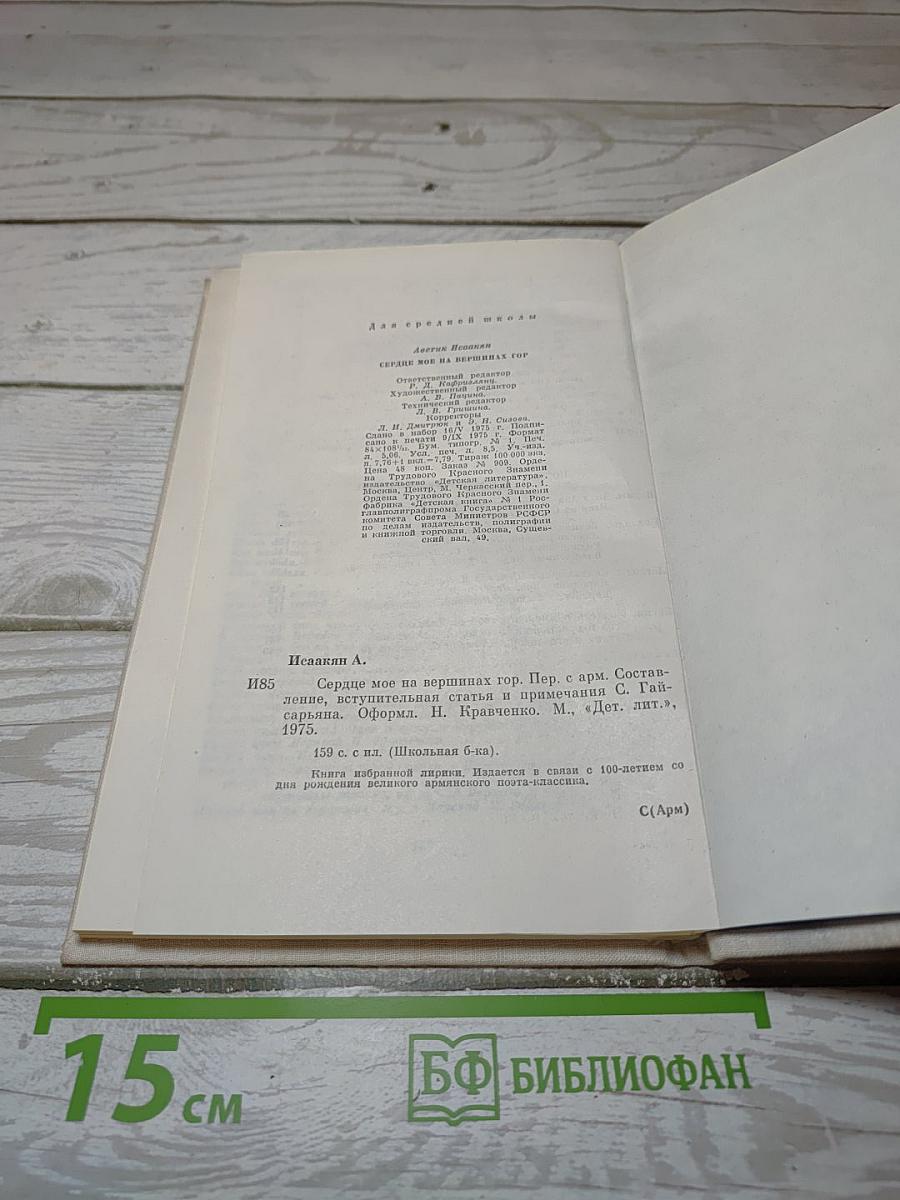 Для средней школы
Аветик Исаакян
СЕРДЦЕ МОЕ НА ВЕРШИНАХ ГОР
Ответственный редактор
Р. Д. Кафриэлянц.
Художественный редактор
А. В. Пацина.
Технический редактор
Л. В. Гришина.
Корректоры
Л. И. Дмитрюк и Э. Н. Сизова.
Сдано в набор 16/V 1975 г. Подпи-
сано к печати 9/IX 1975 г. Формат
84×108¹/₃₂. Бум. типогр. № 1. Печ.
л. 5,06. Усл. печ. л. 8,5. Уч.-изд.
л. 7,76+1 вкл.=7,79. Тираж 100 000 экз.
Цена 48 коп. Заказ № 909. Орде-
на Трудового Красного Знамени
издательство «Детская литература».
Москва, Центр, М. Черкасский пер., 1.
Ордена Трудового Красного Знамени
фабрика «Детская книга» № 1 Рос-
главполиграфпрома Государственного
комитета Совета Министров РСФСР
по делам издательств, полиграфии
и книжной торговли. Москва, Сущев-
ский вал, 49.
Исаакян А.
И85 Сердце мое на вершинах гор. Пер. с арм. Состав-
ление, вступительная статья и примечания С. Гай-
сарьяна. Оформл. Н. Кравченко. М., «Дет. лит.»,
1975.
159 с. с ил. (Школьная б-ка).
Книга избранной лирики. Издается в связи с 100-летием со
дня рождения великого армянского поэта-классика.
С(Арм)
15 см
БФ БИБЛИОФАН